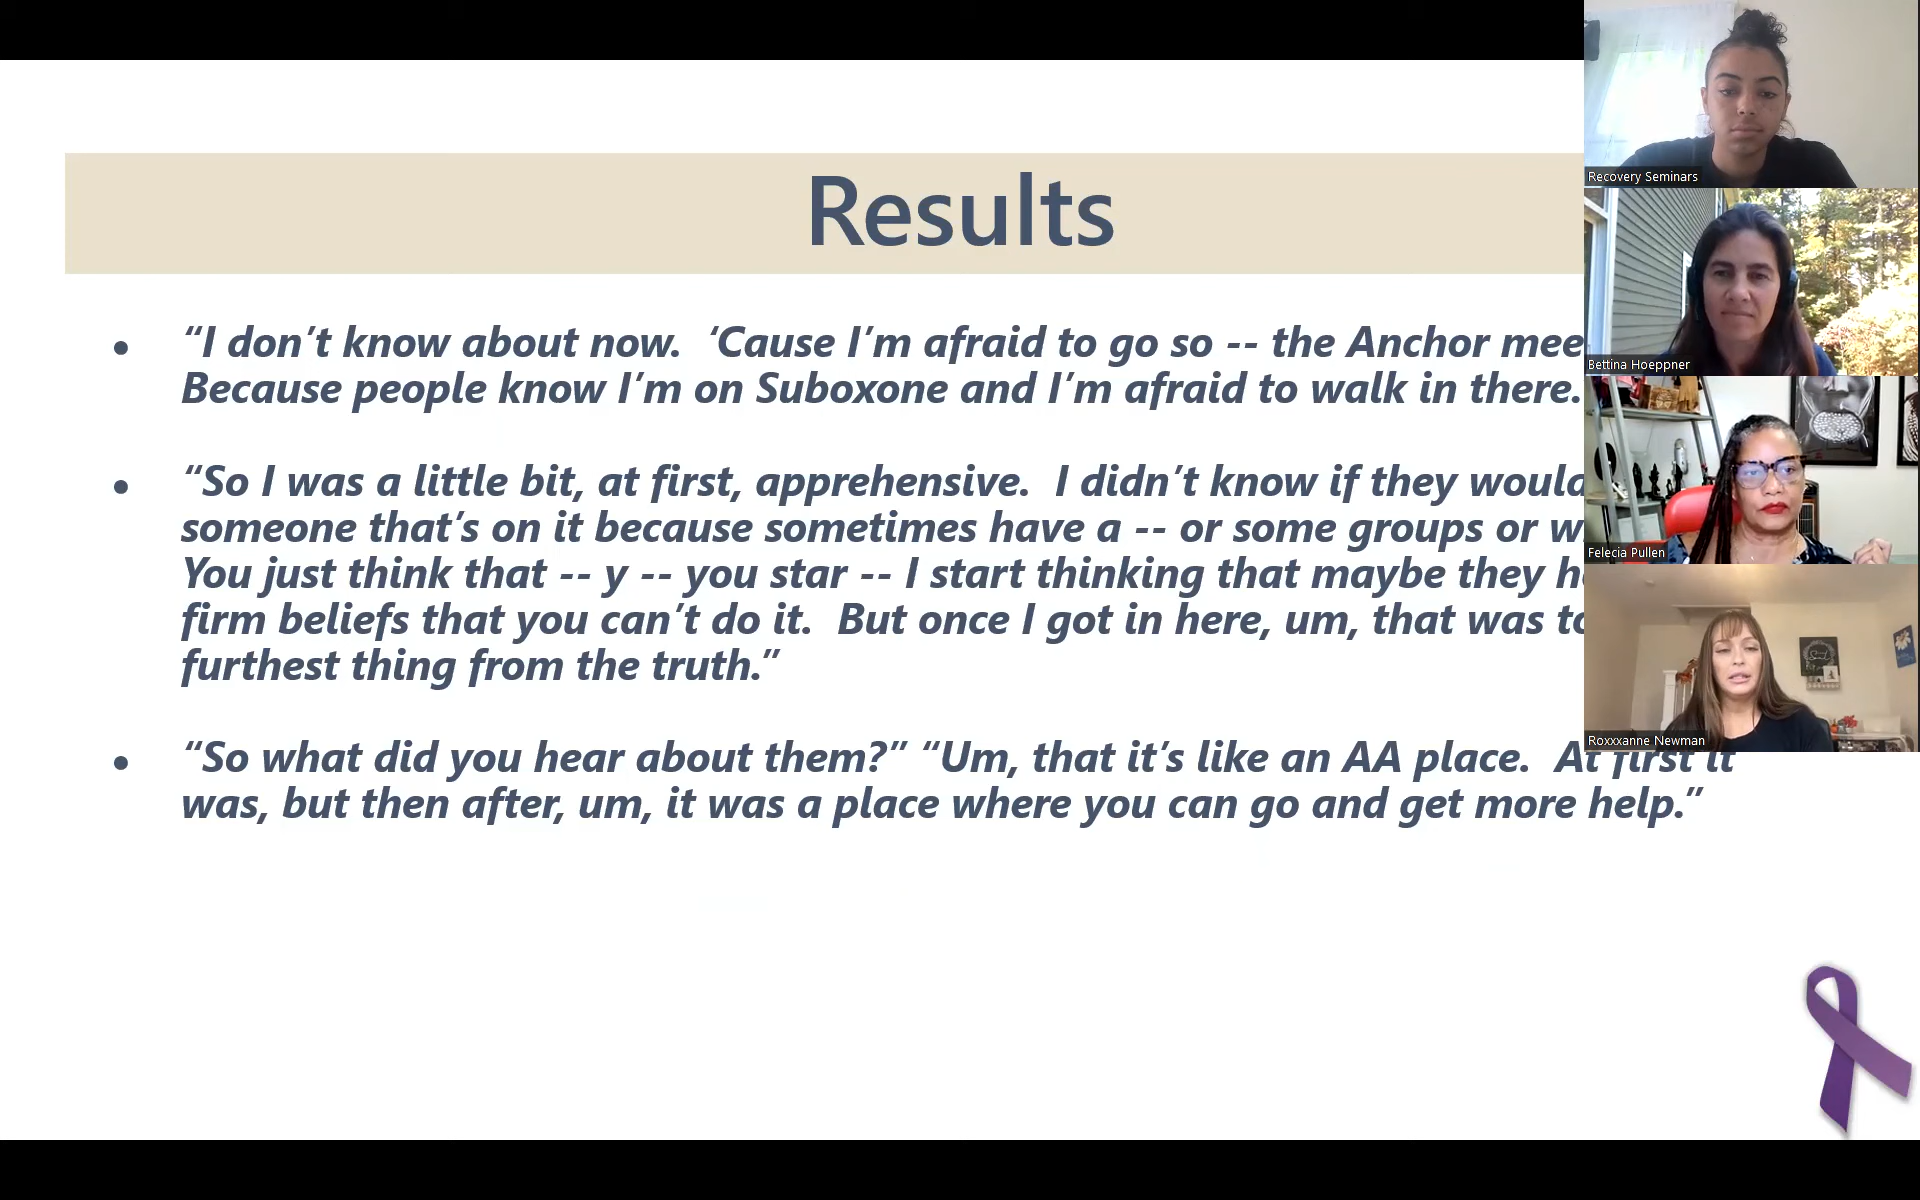 Results
• “I don’t know about now.  ‘Cause I’m afraid to go so -- the Anchor
Because people know I’m on Suboxone and I’m afraid to walk in there.
• “So I was a little bit, at first, apprehensive.  I didn’t know if they would
someone that’s on it because sometimes have a -- or some groups or
You just think that -- y -- you star -- I start thinking that maybe they
firm beliefs that you can’t do it.  But once I got in here, um, that was
furthest thing from the truth.”
• “So what did you hear about them?” “Um, that it’s like an AA place.  At first it
was, but then after, um, it was a place where you can go and get more help.”
Recovery Seminars
Bettina Hoeppner
Felecia Pullen
Roxxxanne Newman